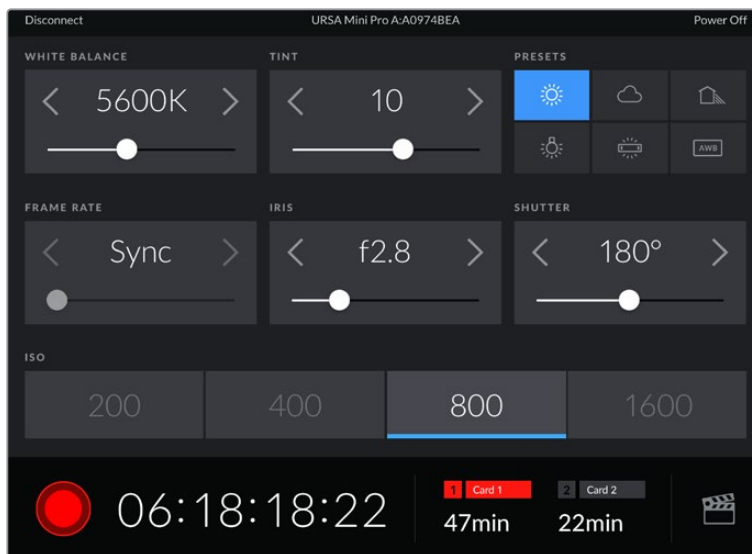 Disconnect URSA Mini Pro A:A0974BEA Power Off
WHITE BALANCE TINT PRESETS
5600K 10
AWB
FRAME RATE IRIS SHUTTER
Sync f2.8 180°
ISO
200 400 800 1600
06:18:18:22
1 Card 1 2 Card 2
47min 22min